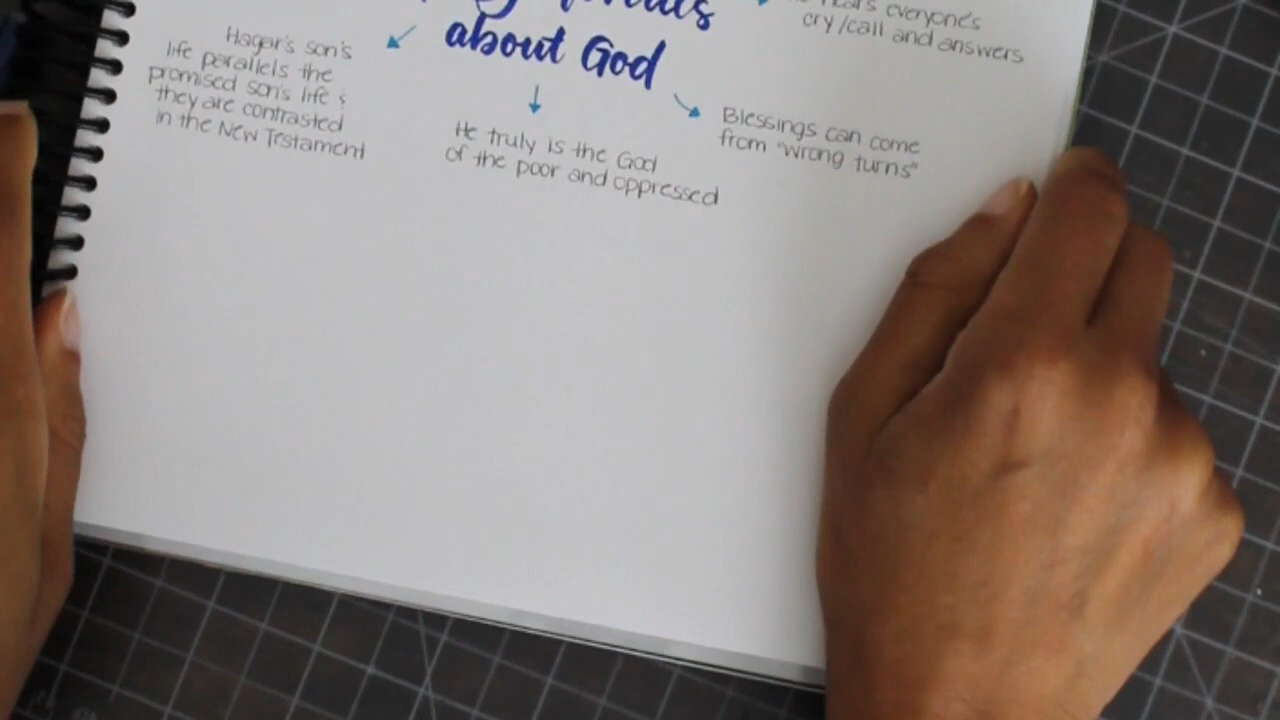 about God
everyone's
cry/call and answers
Hagar's son's
life parallels the
promised son's life &
they are contrasted
in the New Testament
He truly is the God
of the poor and oppressed
Blessings can come
from "wrong turns"